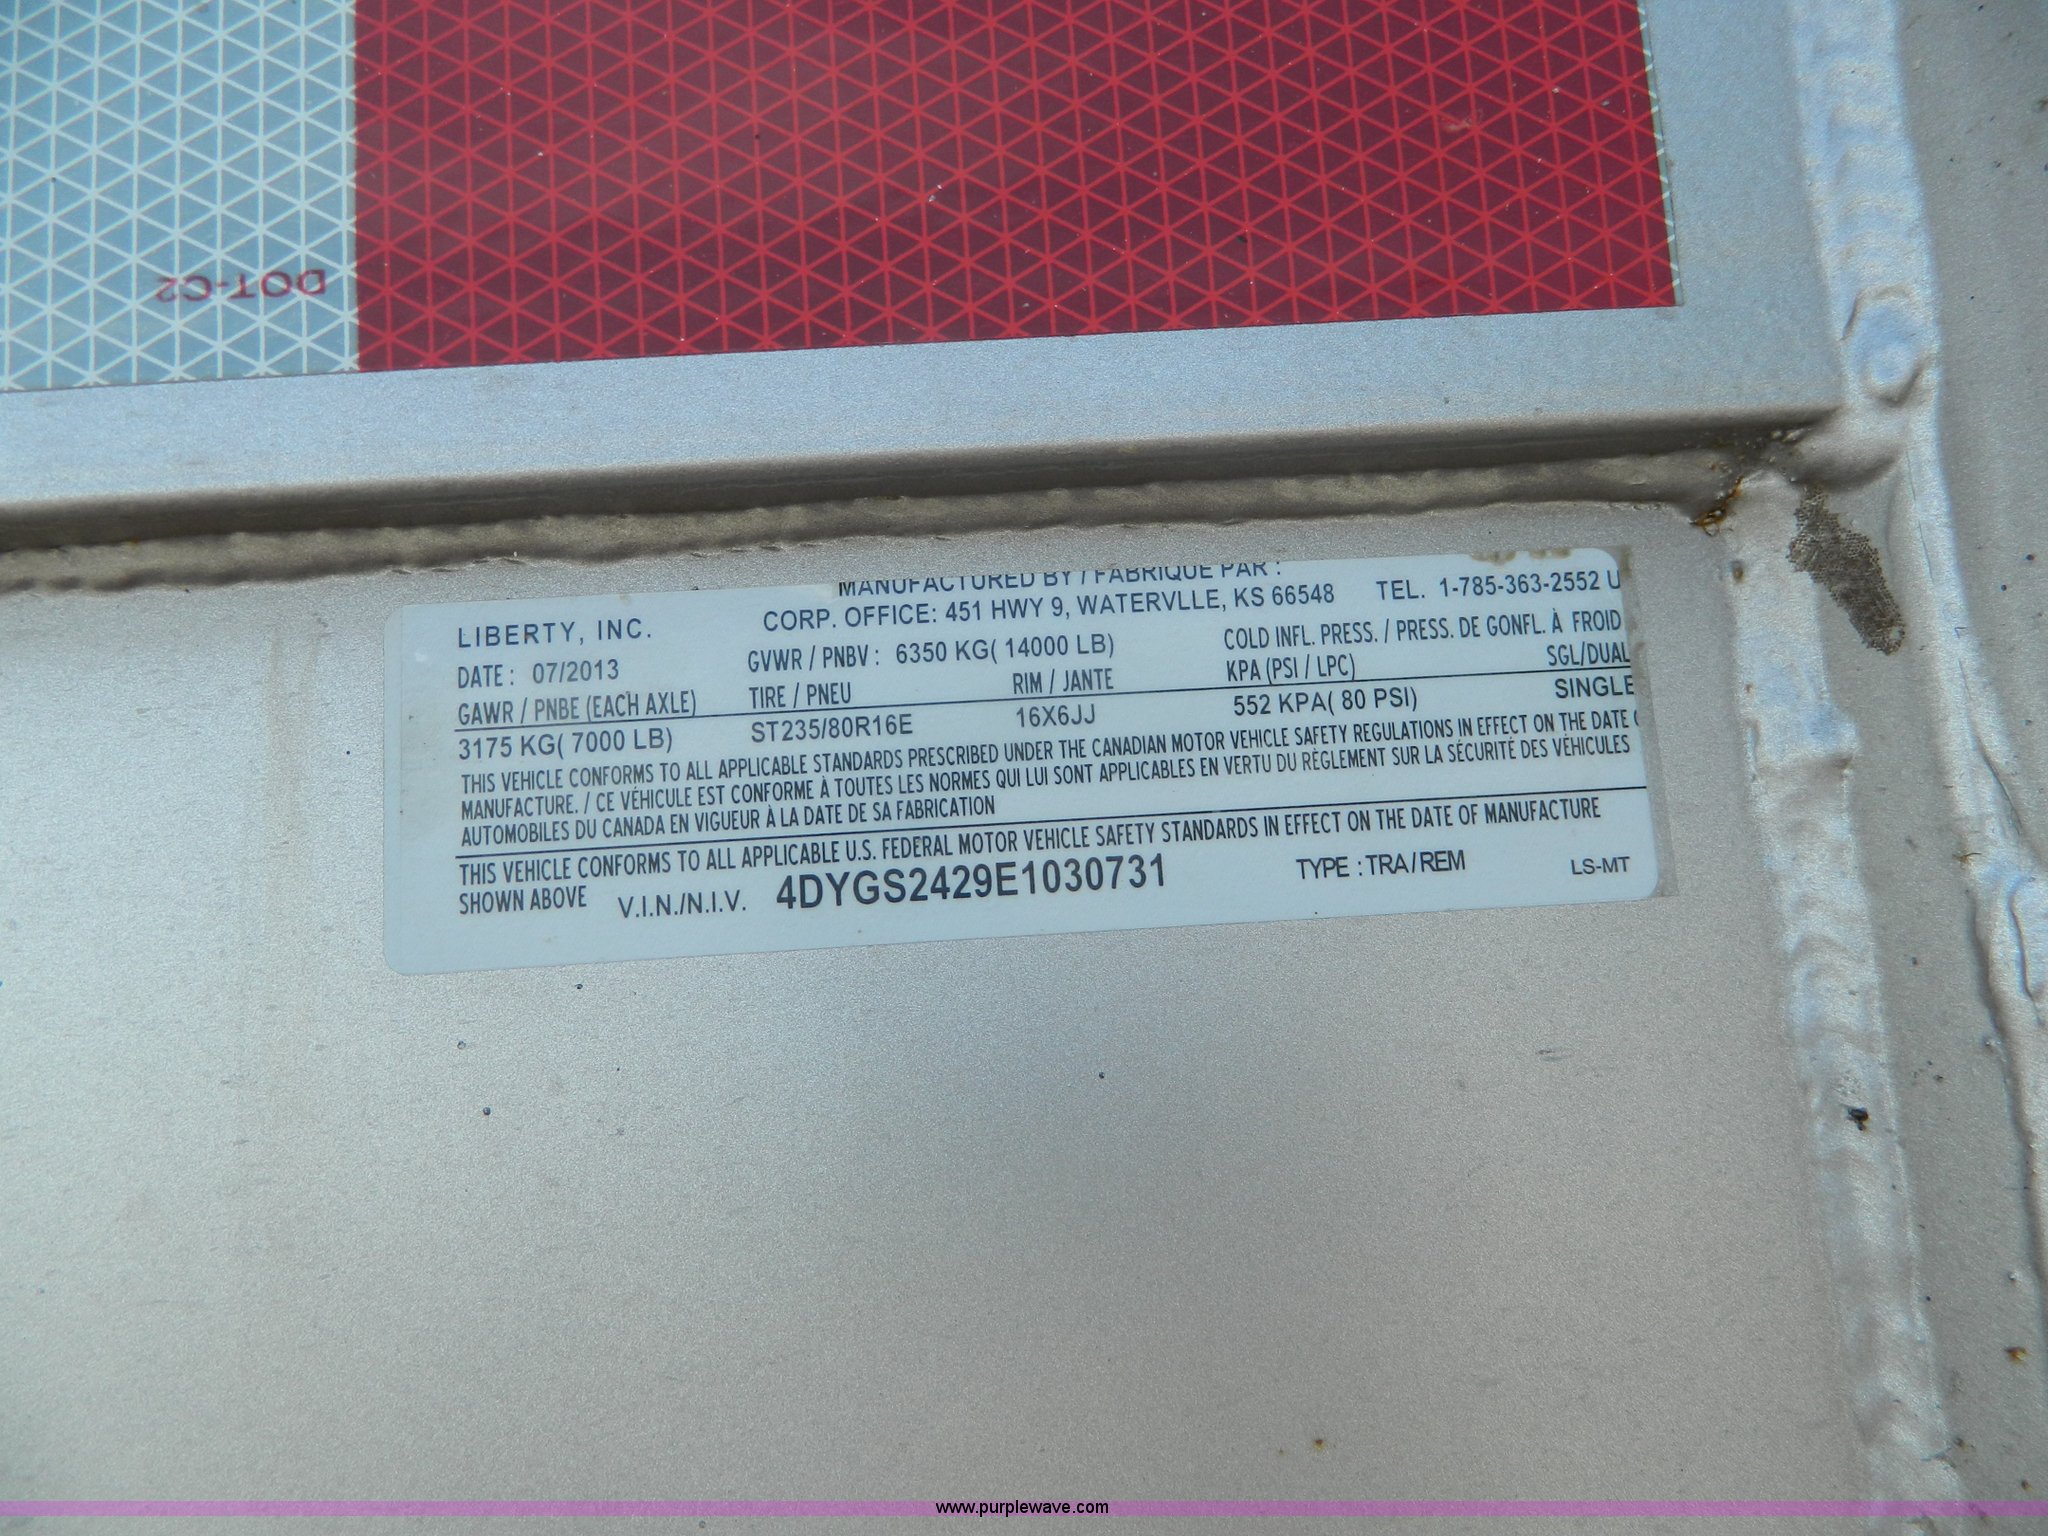 DOT-C2
MANUFACTURED BY / FABRIQUE PAR :
LIBERTY, INC. CORP. OFFICE: 451 HWY 9, WATERVLLE, KS 66548 TEL. 1-785-363-2552 U
DATE : 07/2013 GVWR / PNBV : 6350 KG( 14000 LB) COLD INFL. PRESS. / PRESS. DE GONFL. À FROID
GAWR / PNBE (EACH AXLE) TIRE / PNEU RIM / JANTE KPA (PSI / LPC) SGL/DUAL
3175 KG( 7000 LB) ST235/80R16E 16X6JJ 552 KPA( 80 PSI) SINGLE
THIS VEHICLE CONFORMS TO ALL APPLICABLE STANDARDS PRESCRIBED UNDER THE CANADIAN MOTOR VEHICLE SAFETY REGULATIONS IN EFFECT ON THE DATE
MANUFACTURE. / CE VÉHICULE EST CONFORME À TOUTES LES NORMES QUI LUI SONT APPLICABLES EN VERTU DU RÈGLEMENT SUR LA SÉCURITÉ DES VÉHICULES
AUTOMOBILES DU CANADA EN VIGUEUR À LA DATE DE SA FABRICATION
THIS VEHICLE CONFORMS TO ALL APPLICABLE U.S. FEDERAL MOTOR VEHICLE SAFETY STANDARDS IN EFFECT ON THE DATE OF MANUFACTURE
SHOWN ABOVE V.I.N./N.I.V. 4DYGS2429E1030731 TYPE : TRA/REM LS-MT
www.purplewave.com